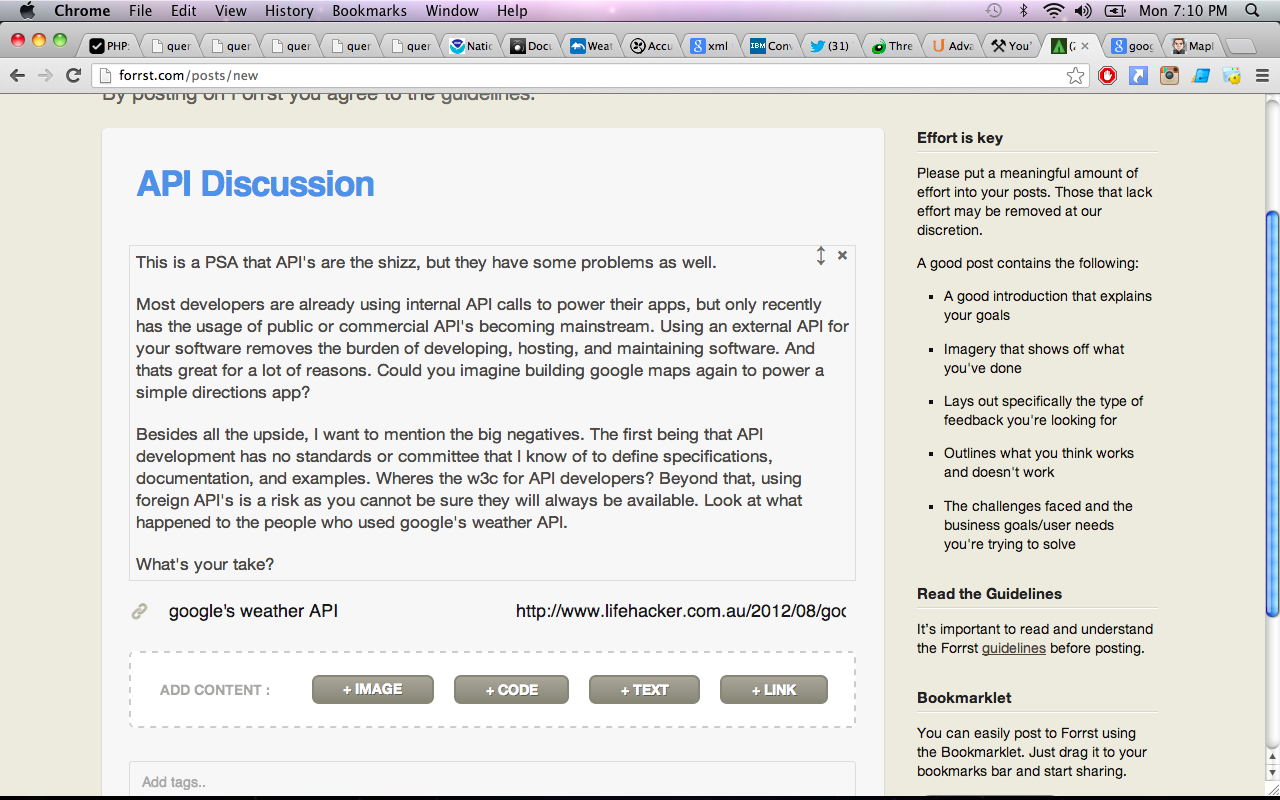 Chrome File Edit View History Bookmarks Window Help Mon 7:10 PM
PHP: quer quer quer quer quer Natic Docu Weat Accu xml Con (31) Thre Adva You' (2 goog Mapl
forrst.com/posts/new
By posting on Forrst you agree to the guidelines.
API Discussion
This is a PSA that API's are the shizz, but they have some problems as well.
Most developers are already using internal API calls to power their apps, but only recently
has the usage of public or commercial API's becoming mainstream. Using an external API for
your software removes the burden of developing, hosting, and maintaining software. And
thats great for a lot of reasons. Could you imagine building google maps again to power a
simple directions app?
Besides all the upside, I want to mention the big negatives. The first being that API
development has no standards or committee that I know of to define specifications,
documentation, and examples. Wheres the w3c for API developers? Beyond that, using
foreign API's is a risk as you cannot be sure they will always be available. Look at what
happened to the people who used google's weather API.
What's your take?
google's weather API http://www.lifehacker.com.au/2012/08/goo
ADD CONTENT : + IMAGE + CODE + TEXT + LINK
Add tags..
Effort is key
Please put a meaningful amount of
effort into your posts. Those that lack
effort may be removed at our
discretion.
A good post contains the following:
A good introduction that explains
your goals
Imagery that shows off what
you've done
Lays out specifically the type of
feedback you're looking for
Outlines what you think works
and doesn't work
The challenges faced and the
business goals/user needs
you're trying to solve
Read the Guidelines
It's important to read and understand
the Forrst guidelines before posting.
Bookmarklet
You can easily post to Forrst using
the Bookmarklet. Just drag it to your
bookmarks bar and start sharing.